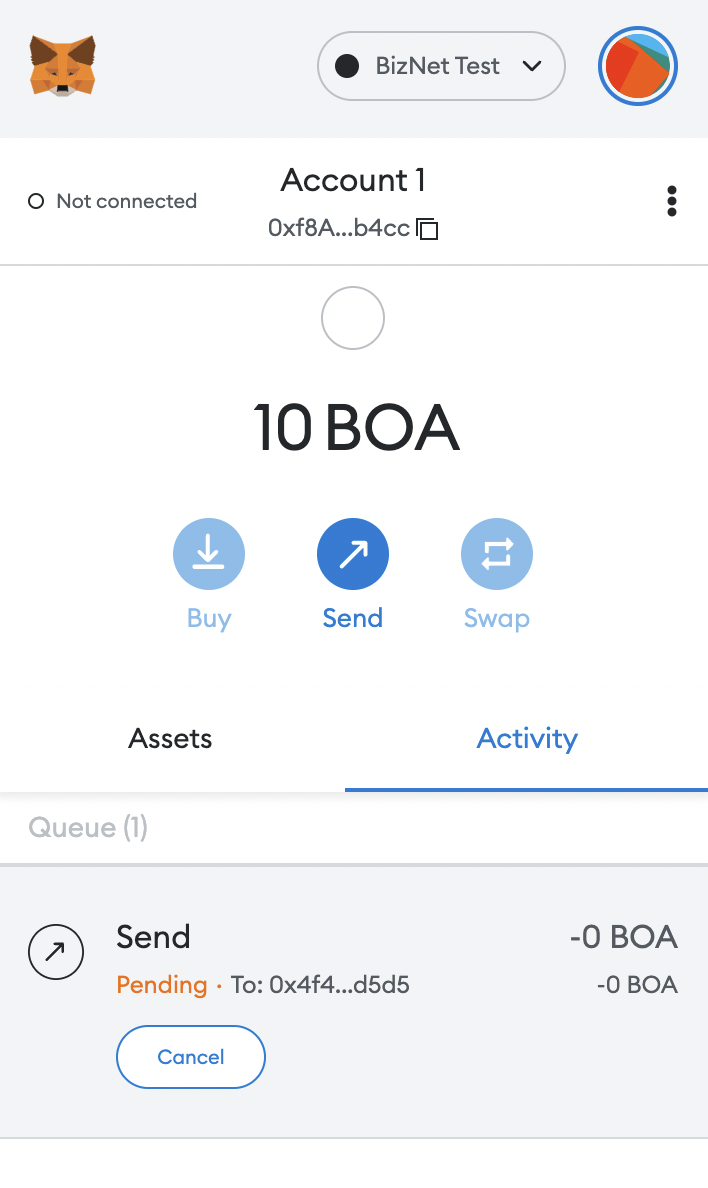 BizNet Test
Account 1
Not connected
0xf8A...b4cc
10 BOA
Buy
Send
Swap
Assets
Activity
Queue (1)
Send
-0 BOA
Pending · To: 0x4f4...d5d5
-0 BOA
Cancel